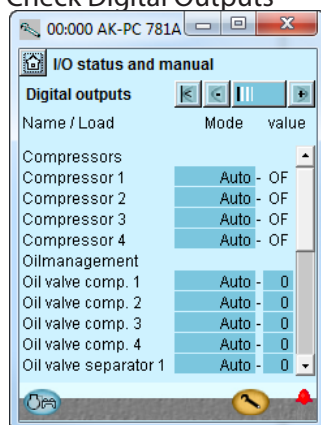 Check Digital Outputs
00:000 AK-PC 781A
I/O status and manual
Digital outputs
Name / Load Mode value
Compressors
Compressor 1 Auto - OF
Compressor 2 Auto - OF
Compressor 3 Auto - OF
Compressor 4 Auto - OF
Oilmanagement
Oil valve comp. 1 Auto - 0
Oil valve comp. 2 Auto - 0
Oil valve comp. 3 Auto - 0
Oil valve comp. 4 Auto - 0
Oil valve separator 1 Auto - 0